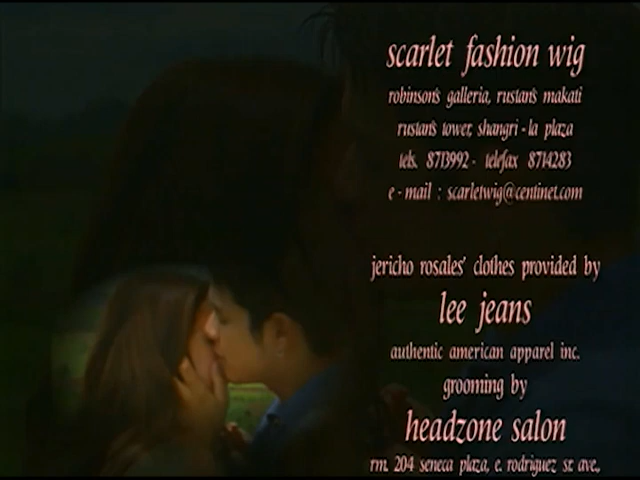 scarlet fashion wig
robinson's galleria, rustan's makati
rustan's tower, shangri - la plaza
tels. 8713992 - telefax 8714283
e - mail : scarletwig@centinet.com
jericho rosales' clothes provided by
lee jeans
authentic american apparel inc.
grooming by
headzone salon
rm. 204 seneca plaza, e. rodriguez sr. ave.,